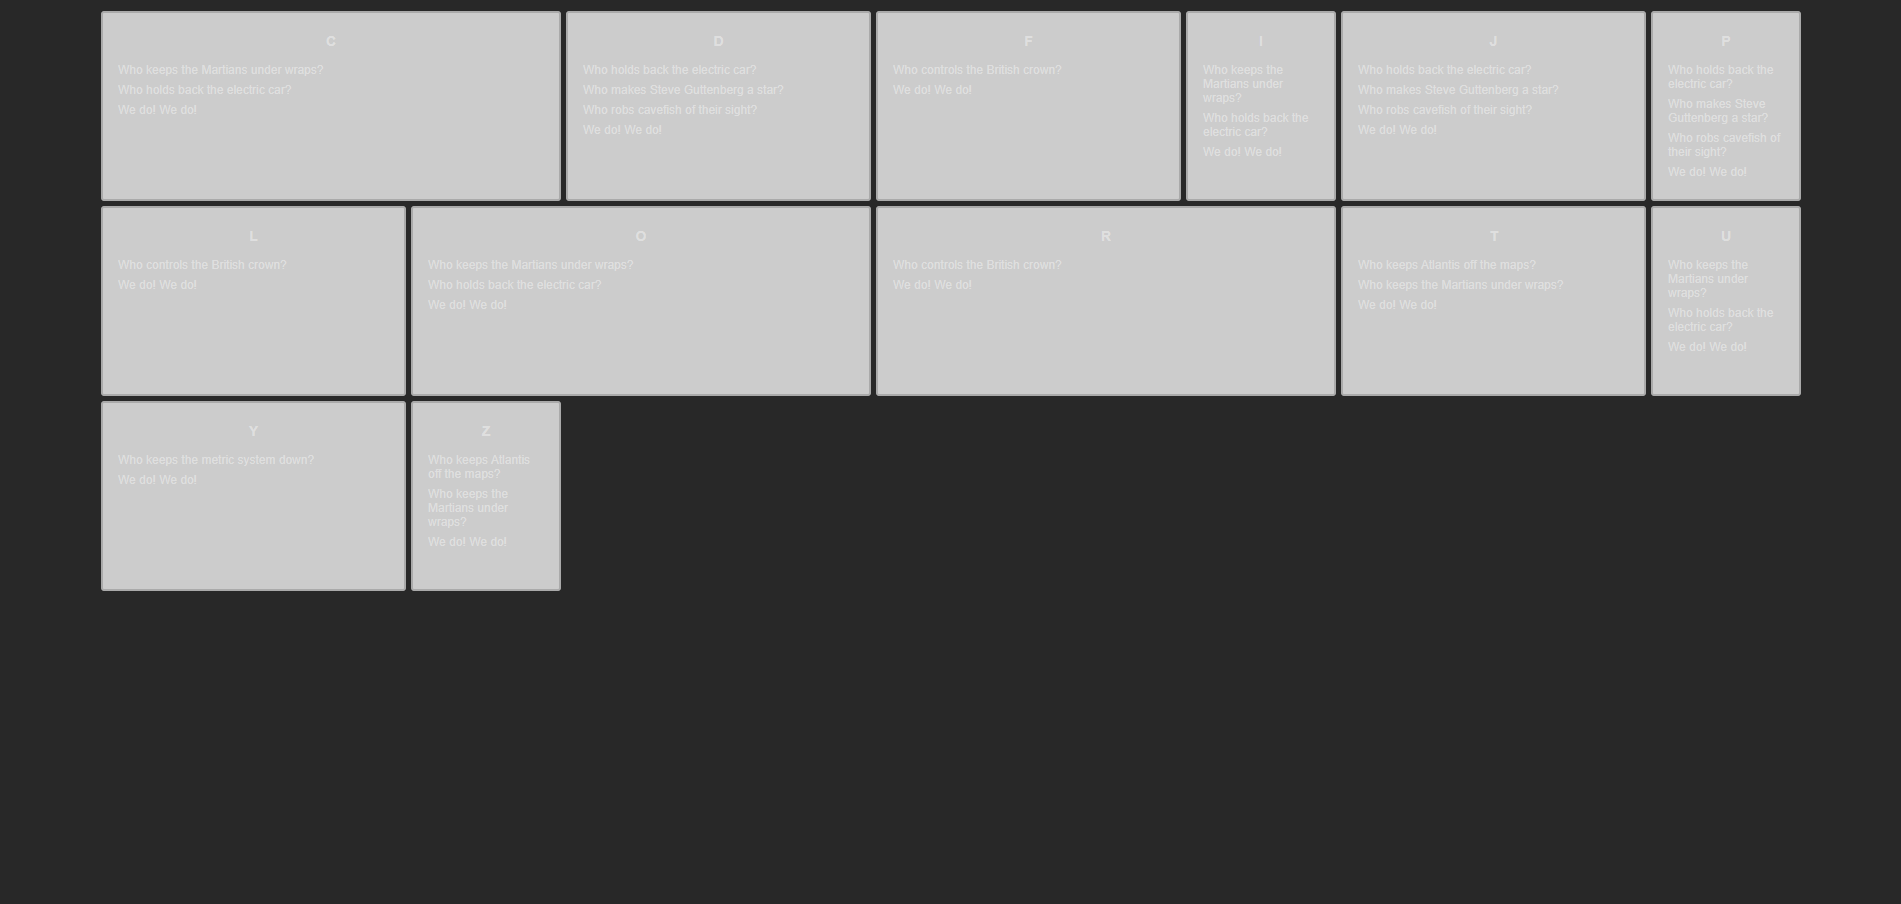 C
Who keeps the Martians under wraps?
Who holds back the electric car?
We do! We do!
D
Who holds back the electric car?
Who makes Steve Guttenberg a star?
Who robs cavefish of their sight?
We do! We do!
F
Who controls the British crown?
We do! We do!
I
Who keeps the
Martians under
wraps?
Who holds back the
electric car?
We do! We do!
J
Who holds back the electric car?
Who makes Steve Guttenberg a star?
Who robs cavefish of their sight?
We do! We do!
P
Who holds back the
electric car?
Who makes Steve
Guttenberg a star?
Who robs cavefish of
their sight?
We do! We do!
L
Who controls the British crown?
We do! We do!
O
Who keeps the Martians under wraps?
Who holds back the electric car?
We do! We do!
R
Who controls the British crown?
We do! We do!
T
Who keeps Atlantis off the maps?
Who keeps the Martians under wraps?
We do! We do!
U
Who keeps the
Martians under
wraps?
Who holds back the
electric car?
We do! We do!
Y
Who keeps the metric system down?
We do! We do!
Z
Who keeps Atlantis
off the maps?
Who keeps the
Martians under
wraps?
We do! We do!